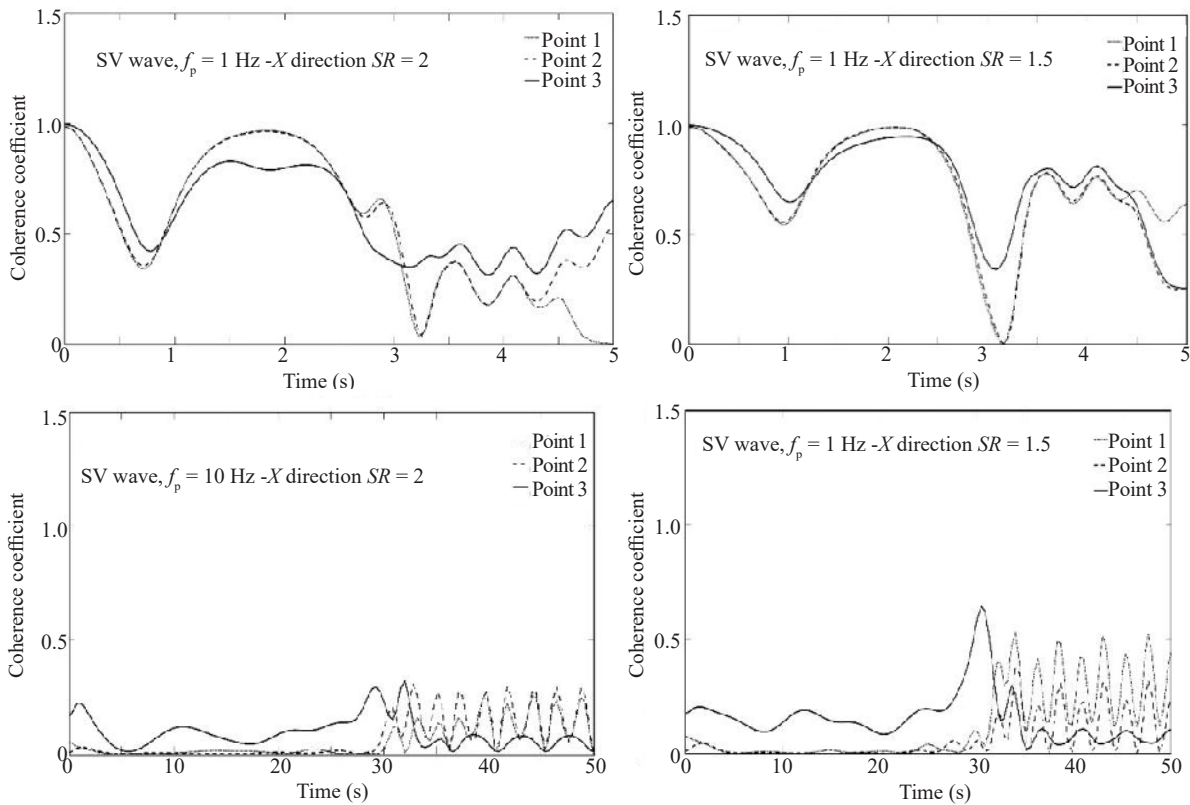 SV wave, fp = 1 Hz -X direction SR = 2
Point 1
Point 2
Point 3
1.5
1.0
0.5
0
Coherence coefficient
0 1 2 3 4 5
Time (s)
SV wave, fp = 1 Hz -X direction SR = 1.5
Point 1
Point 2
Point 3
1.5
1.0
0.5
0
Coherence coefficient
0 1 2 3 4 5
Time (s)
SV wave, fp = 10 Hz -X direction SR = 2
Point 1
Point 2
Point 3
1.5
1.0
0.5
0
Coherence coefficient
0 10 20 30 40 50
Time (s)
SV wave, fp = 1 Hz -X direction SR = 1.5
Point 1
Point 2
Point 3
1.5
1.0
0.5
0
Coherence coefficient
0 10 20 30 40 50
Time (s)